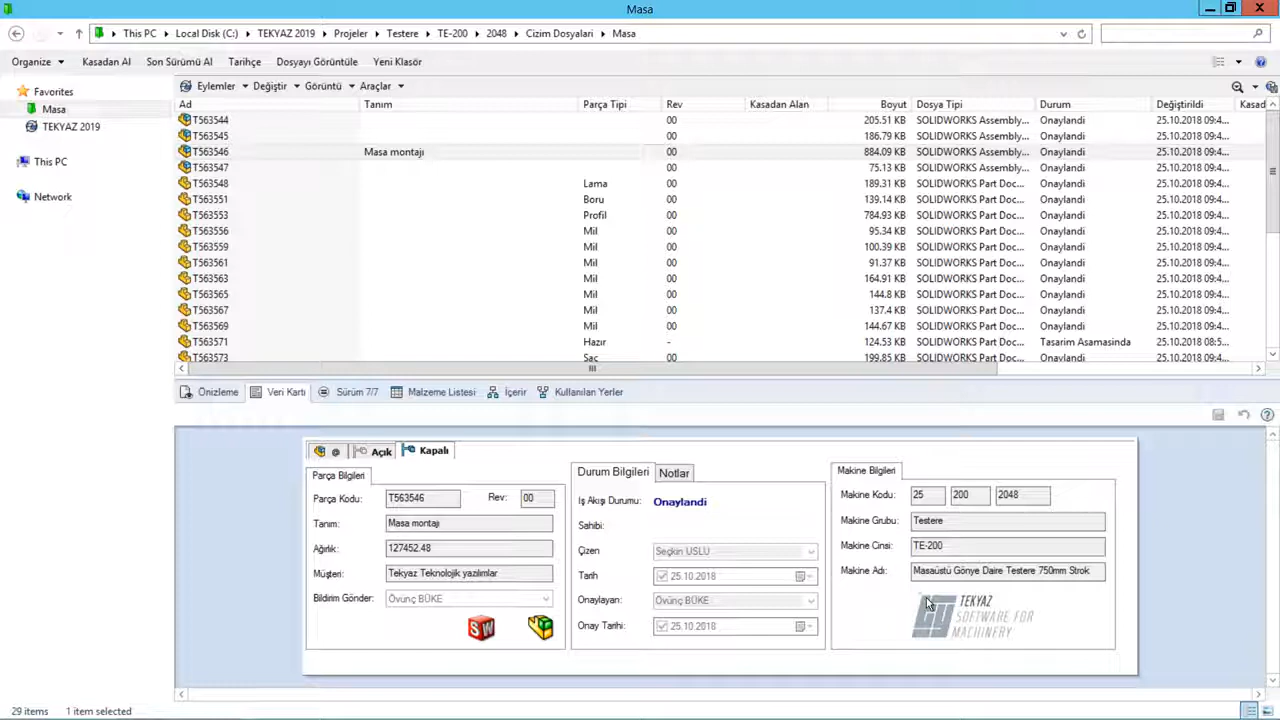 Masa
This PC Local Disk (C:) TEKYAZ 2019 Projeler Testere TE-200 2048 Cizim Dosyalari Masa
Organize Kasadan Al Son Sürümü Al Tarihçe Dosyayı Görüntüle Yeni Klasör
Favorites
Masa
TEKYAZ 2019
This PC
Network
Eylemler Değiştir Görüntü Araçlar
Ad Tanım Parça Tipi Rev Kasadan Alan Boyut Dosya Tipi Durum Değiştirildi Kasad
T563544 00 205.51 KB SOLIDWORKS Assembly... Onaylandi 25.10.2018 09:4...
T563545 00 186.79 KB SOLIDWORKS Assembly... Onaylandi 25.10.2018 09:4...
T563546 Masa montajı 00 884.09 KB SOLIDWORKS Assembly... Onaylandi 25.10.2018 09:4...
T563547 00 75.13 KB SOLIDWORKS Assembly... Onaylandi 25.10.2018 09:4...
T563548 Lama 00 189.31 KB SOLIDWORKS Part Doc... Onaylandi 25.10.2018 09:4...
T563551 Boru 00 139.14 KB SOLIDWORKS Part Doc... Onaylandi 25.10.2018 09:4...
T563553 Profil 00 784.93 KB SOLIDWORKS Part Doc... Onaylandi 25.10.2018 09:4...
T563556 Mil 00 95.34 KB SOLIDWORKS Part Doc... Onaylandi 25.10.2018 09:4...
T563559 Mil 00 100.39 KB SOLIDWORKS Part Doc... Onaylandi 25.10.2018 09:4...
T563561 Mil 00 91.37 KB SOLIDWORKS Part Doc... Onaylandi 25.10.2018 09:4...
T563563 Mil 00 164.91 KB SOLIDWORKS Part Doc... Onaylandi 25.10.2018 09:4...
T563565 Mil 00 144.8 KB SOLIDWORKS Part Doc... Onaylandi 25.10.2018 09:4...
T563567 Mil 00 137.4 KB SOLIDWORKS Part Doc... Onaylandi 25.10.2018 09:4...
T563569 Mil 00 144.67 KB SOLIDWORKS Part Doc... Onaylandi 25.10.2018 09:4...
T563571 Hazır - 124.53 KB SOLIDWORKS Part Doc... Tasarim Asamasinda 25.10.2018 08:5...
T563573 Sac 00 199.85 KB SOLIDWORKS Part Doc... Onaylandi 25.10.2018 09:4...
Önizleme Veri Kartı Sürüm 7/7 Malzeme Listesi İçerir Kullanılan Yerler
@ Açık Kapalı
Parça Bilgileri
Parça Kodu: T563546 Rev: 00
Tanım: Masa montajı
Ağırlık: 127452.48
Müşteri: Tekyaz Teknolojik yazılımlar
Bildirim Gönder: Övünç BÜKE
SW
Durum Bilgileri Notlar
İş Akışı Durumu: Onaylandi
Sahibi:
Çizen Seçkin USLU
Tarih 25.10.2018
Onaylayan: Övünç BÜKE
Onay Tarihi: 25.10.2018
Makine Bilgileri
Makine Kodu: 25 200 2048
Makine Grubu: Testere
Makine Cinsi: TE-200
Makine Adı: Masaüstü Gönye Daire Testere 750mm Strok
TEKYAZ
SOFTWARE FOR
MACHINERY
29 items 1 item selected